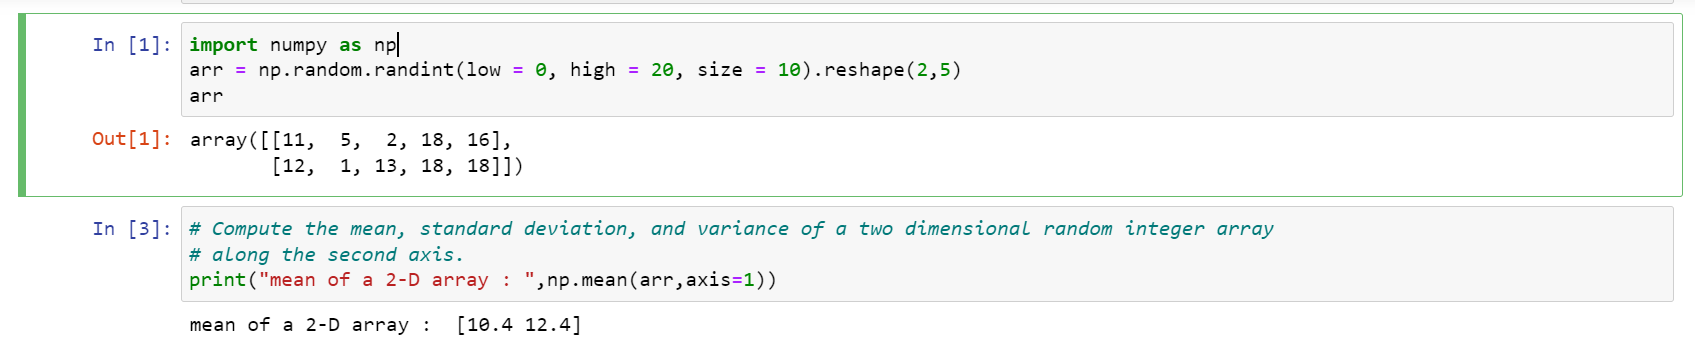 In [1]: import numpy as np
arr = np.random.randint(low = 0, high = 20, size = 10).reshape(2,5)
arr
Out[1]: array([[11,  5,  2, 18, 16],
       [12,  1, 13, 18, 18]])
In [3]: # Compute the mean, standard deviation, and variance of a two dimensional random integer array
# along the second axis.
print("mean of a 2-D array : ",np.mean(arr,axis=1))
mean of a 2-D array :  [10.4 12.4]